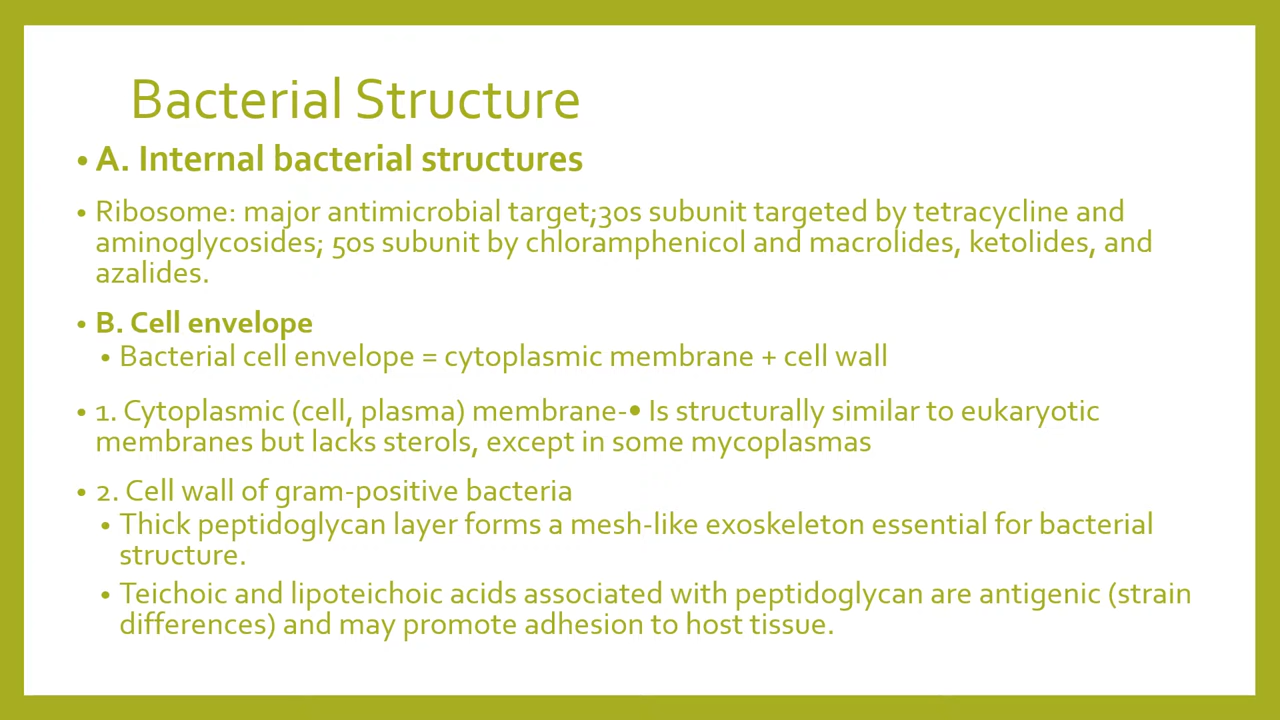 Bacterial Structure
• A. Internal bacterial structures
• Ribosome: major antimicrobial target;30s subunit targeted by tetracycline and
aminoglycosides; 50s subunit by chloramphenicol and macrolides, ketolides, and
azalides.
• B. Cell envelope
• Bacterial cell envelope = cytoplasmic membrane + cell wall
• 1. Cytoplasmic (cell, plasma) membrane-• Is structurally similar to eukaryotic
membranes but lacks sterols, except in some mycoplasmas
• 2. Cell wall of gram-positive bacteria
• Thick peptidoglycan layer forms a mesh-like exoskeleton essential for bacterial
structure.
• Teichoic and lipoteichoic acids associated with peptidoglycan are antigenic (strain
differences) and may promote adhesion to host tissue.